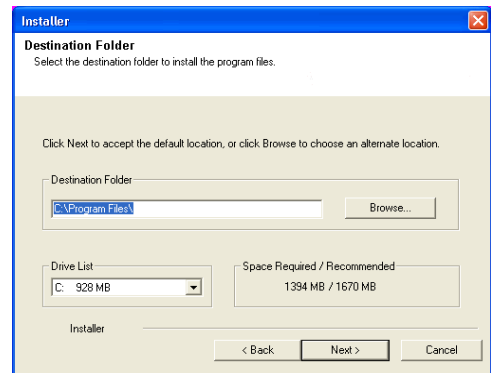 Installer
Destination Folder
Select the destination folder to install the program files.
Click Next to accept the default location, or click Browse to choose an alternate location.
Destination Folder
C:\Program Files\
Browse...
Drive List
Space Required / Recommended
C: 928 MB
1394 MB / 1670 MB
Installer
< Back
Next >
Cancel